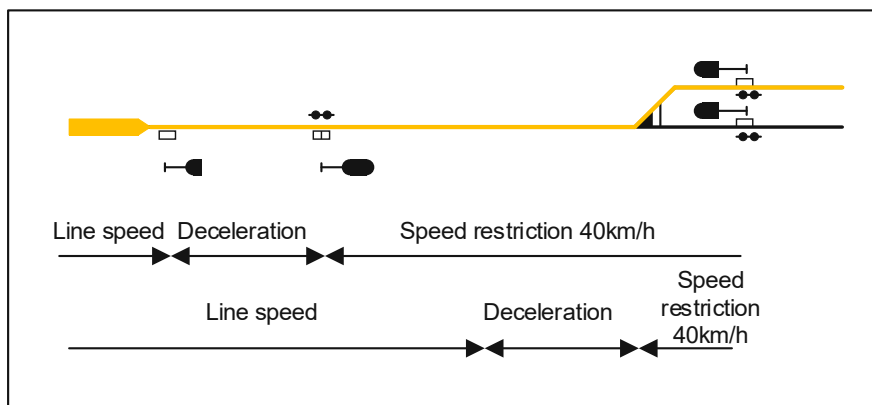 Line speed
Deceleration
Speed restriction 40km/h
Line speed
Deceleration
Speed
restriction
40km/h